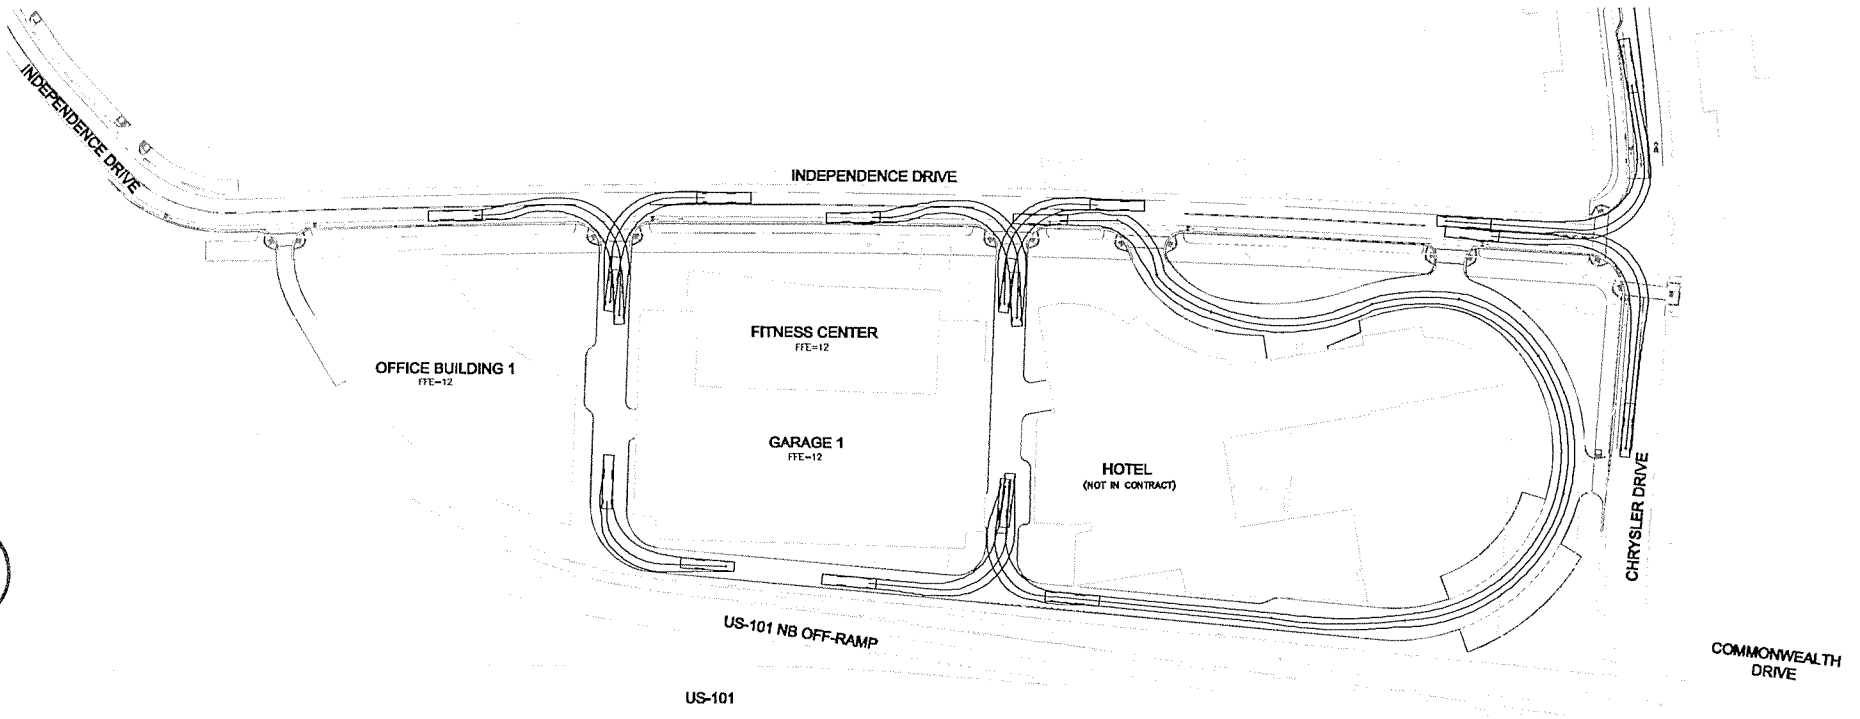 INDEPENDENCE DRIVE
INDEPENDENCE DRIVE
FITNESS CENTER
FFE=12
OFFICE BUILDING 1
FFE=12
GARAGE 1
FFE=12
HOTEL
(NOT IN CONTRACT)
CHRYSLER DRIVE
US-101 NB OFF-RAMP
COMMONWEALTH
DRIVE
US-101